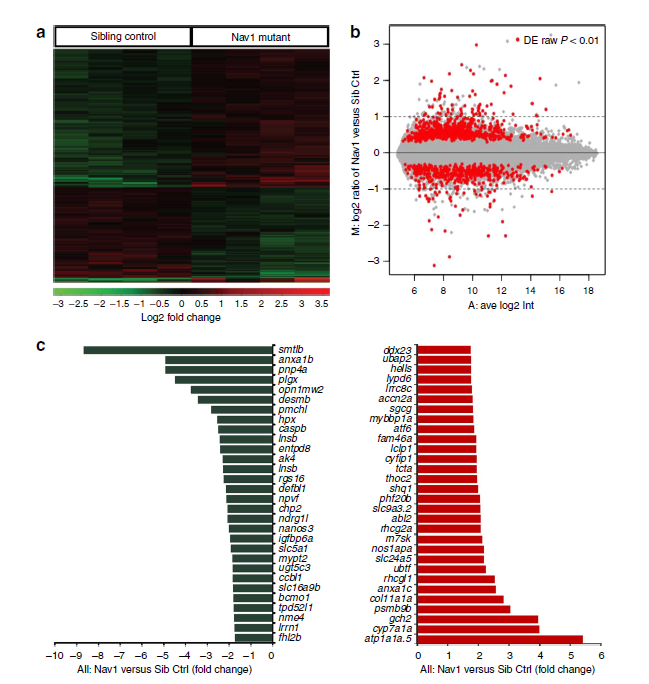 a
Sibling control
Nav1 mutant
−3 −2.5 −2 −1.5 −1 −0.5 0 0.5 1 1.5 2 2.5 3 3.5
Log2 fold change
b
M: log2 ratio of Nav1 versus Sib Ctrl
3
2
1
0
−1
−2
−3
DE raw P < 0.01
6 8 10 12 14 16 18
A: ave log2 Int
c
smtlb
anxa1b
pnp4a
plgx
opn1mw2
desmb
pmchl
hpx
caspb
lnsb
entpd8
ak4
lnsb
rgs16
defbl1
npvf
chp2
ndrg1l
nanos3
igfbp6a
slc5a1
mypt2
ugt5c3
ccbl1
slc16a9b
bcmo1
tpd52l1
nme4
lrrn1
fhl2b
−10 −9 −8 −7 −6 −5 −4 −3 −2 −1 0
All: Nav1 versus Sib Ctrl (fold change)
ddx23
ubap2
hells
lypd6
lrrc8c
accn2a
sgcg
mybbp1a
atf6
fam46a
lclp1
cyfip1
tcta
thoc2
shq1
phf20b
slc9a3.2
abl2
rhcg2a
rn7sk
nos1apa
slc24a5
ubtf
rhcgl1
anxa1c
col11a1a
psmb9b
gch2
cyp7a1a
atp1a1a.5
0 1 2 3 4 5 6
All: Nav1 versus Sib Ctrl (fold change)